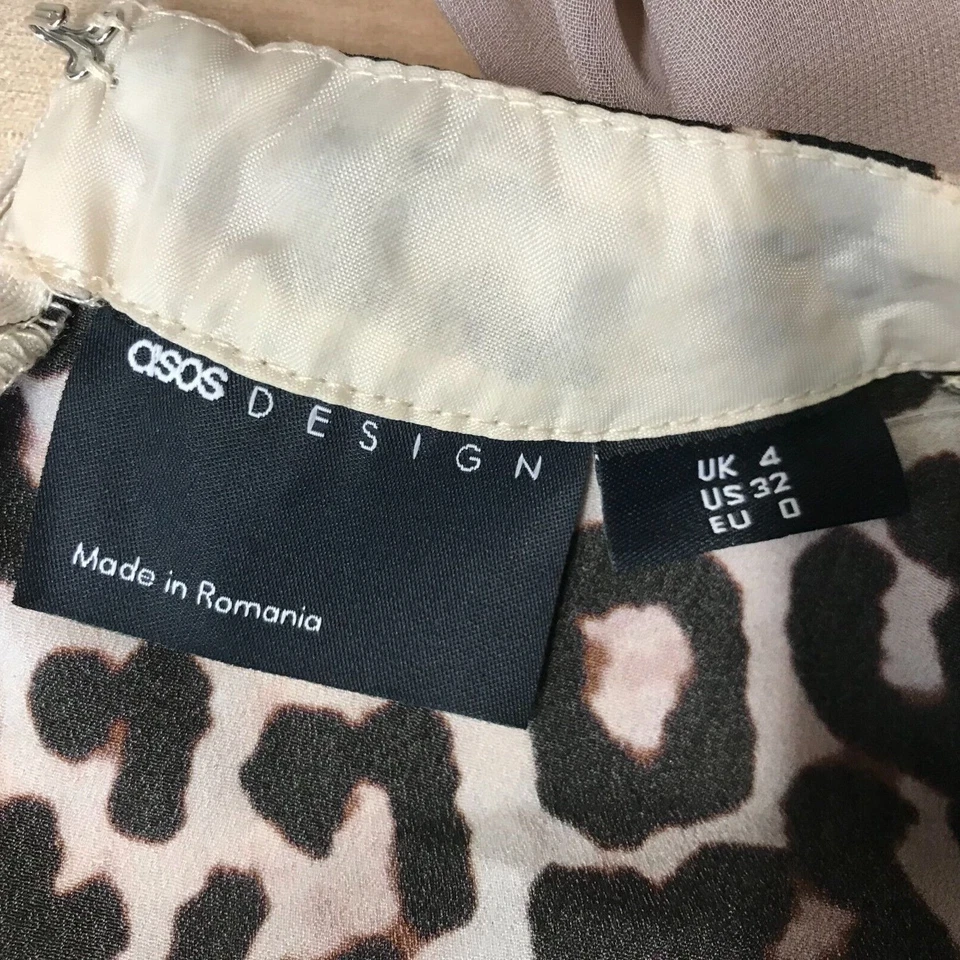 asos DESIGN
Made in Romania
UK 4
US 32
EU 0